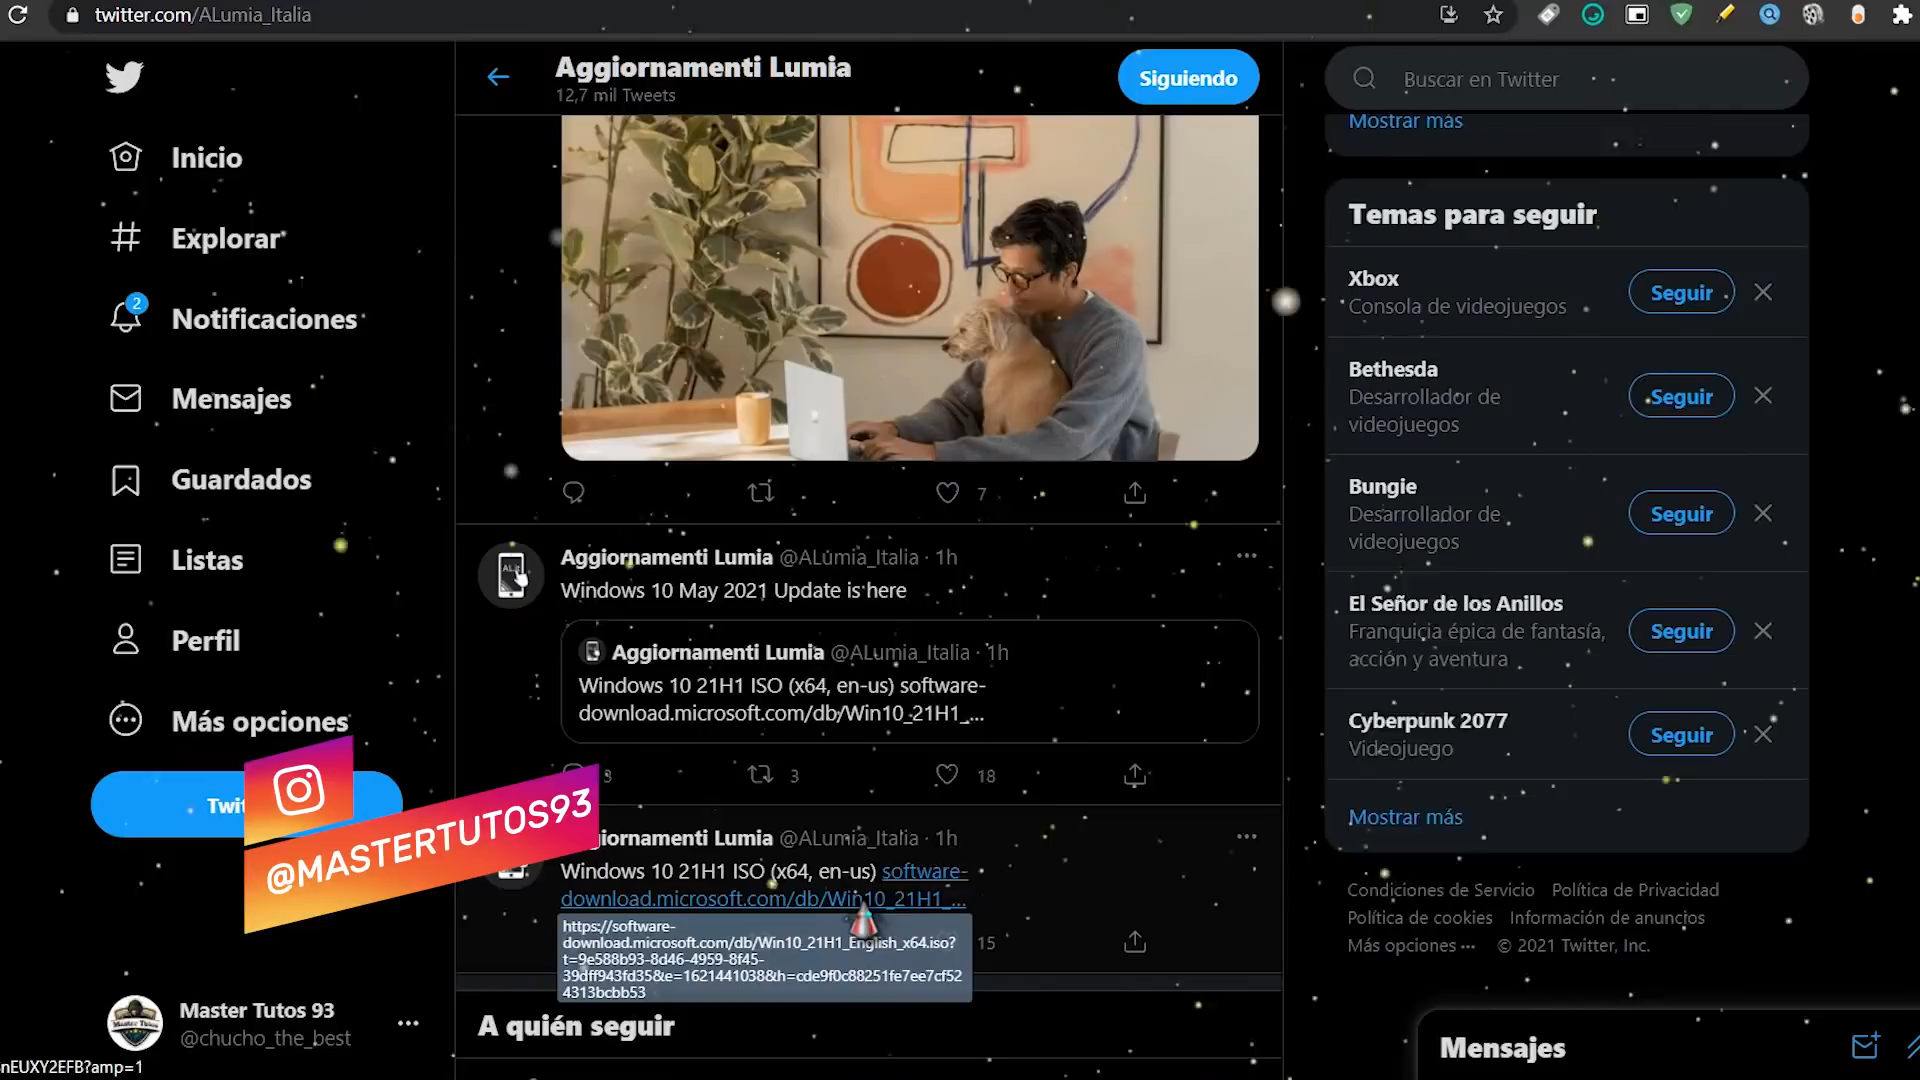 twitter.com/ALumia_Italia
Inicio
Explorar
2
Notificaciones
Mensajes
Guardados
Listas
Perfil
Más opciones
Twit
@MASTERTUTOS93
Master Tutos 93
@chucho_the_best
nEUXY2EFB?amp=1
Aggiornamenti Lumia
12,7 mil Tweets
Siguiendo
7
Aggiornamenti Lumia @ALumia_Italia · 1h
Windows 10 May 2021 Update is here
Aggiornamenti Lumia @ALumia_Italia · 1h
Windows 10 21H1 ISO (x64, en-us) software-
download.microsoft.com/db/Win10_21H1_...
3 3 18
giornamenti Lumia @ALumia_Italia · 1h
Windows 10 21H1 ISO (x64, en-us) software-
download.microsoft.com/db/Win10_21H1_...
https://software-
download.microsoft.com/db/Win10_21H1_English_x64.iso?
t=9e588b93-8d46-4959-8f45-
39dff943fd35&e=1621441038&h=cde9f0c88251fe7ee7cf52
4313bcbb53
15
A quién seguir
Buscar en Twitter
Mostrar más
Temas para seguir
Xbox
Consola de videojuegos
Seguir
Bethesda
Desarrollador de
videojuegos
Seguir
Bungie
Desarrollador de
videojuegos
Seguir
El Señor de los Anillos
Franquicia épica de fantasía,
acción y aventura
Seguir
Cyberpunk 2077
Videojuego
Seguir
Mostrar más
Condiciones de Servicio Política de Privacidad
Política de cookies Información de anuncios
Más opciones ··· © 2021 Twitter, Inc.
Mensajes